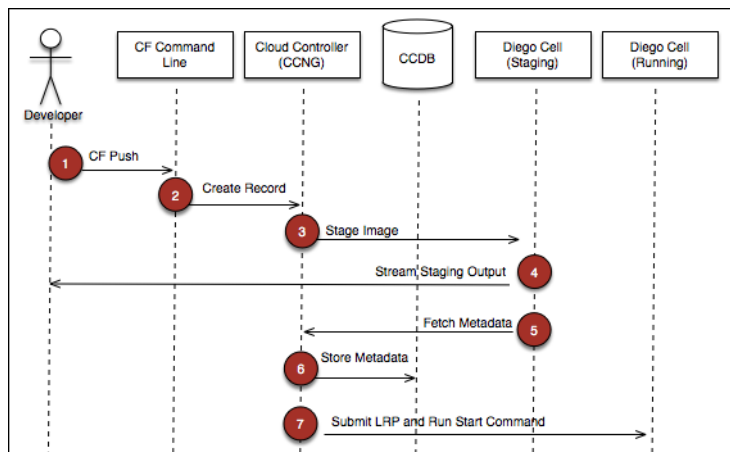 CF Command
Line
Cloud Controller
(CCNG)
CCDB
Diego Cell
(Staging)
Diego Cell
(Running)
Developer
1
CF Push
2
Create Record
3
Stage Image
Stream Staging Output
4
Fetch Metadata
5
6
Store Metadata
7
Submit LRP and Run Start Command